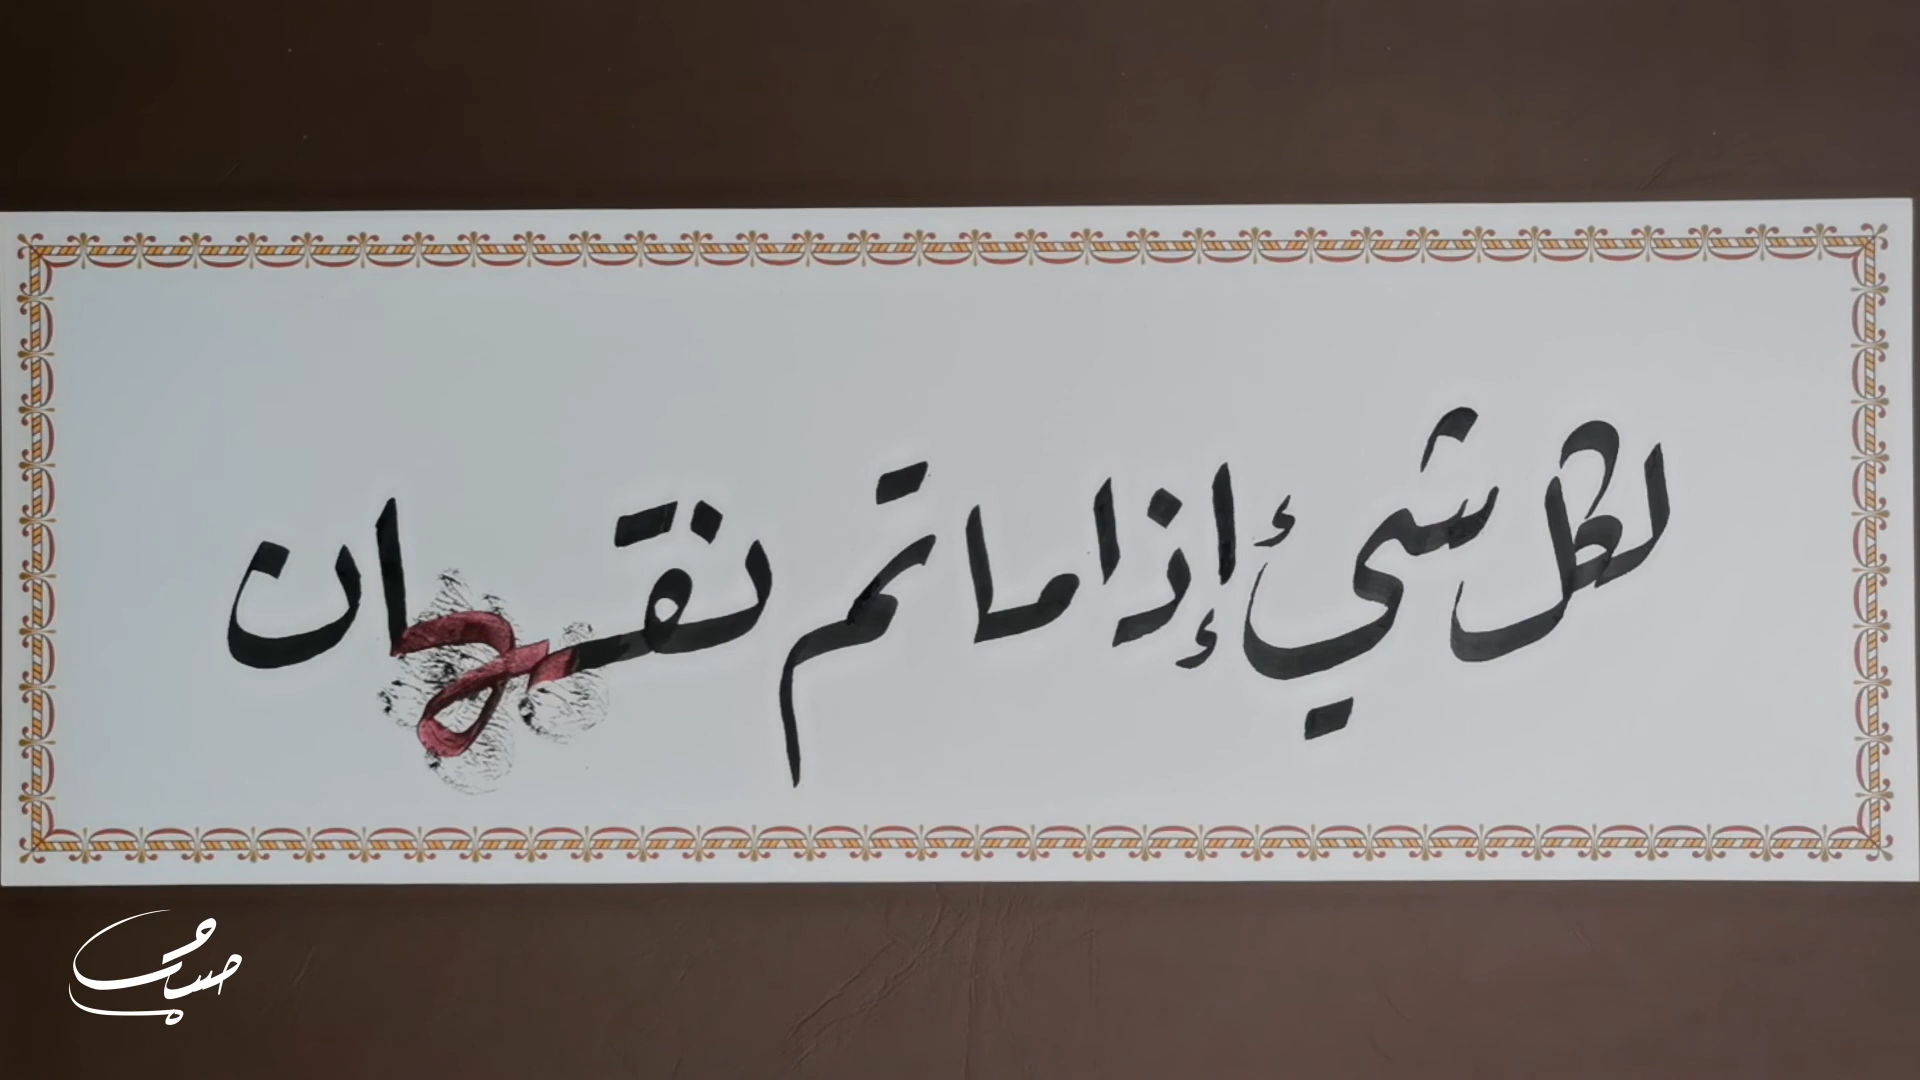 لكل شيء إذا ما تم نقصان